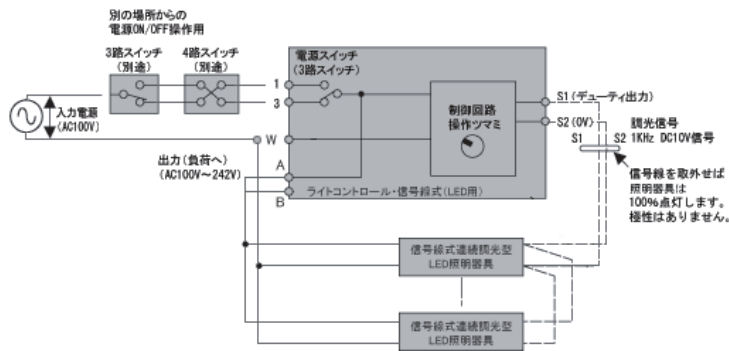 別の場所からの
電源ON/OFF操作用
3路スイッチ
(別途)
4路スイッチ
(別途)
入力電源
(AC100V)
電源スイッチ
(3路スイッチ)
1
3
W
A
B
出力(負荷へ)
(AC100V～242V)
制御回路
操作ツマミ
ライトコントロール・信号線式(LED用)
S1(デューティ出力)
S2(0V)
調光信号
1KHz DC10V信号
S1
S2
信号線を取外せば
照明器具は
100%点灯します。
極性はありません。
信号線式連続調光型
LED照明器具
信号線式連続調光型
LED照明器具